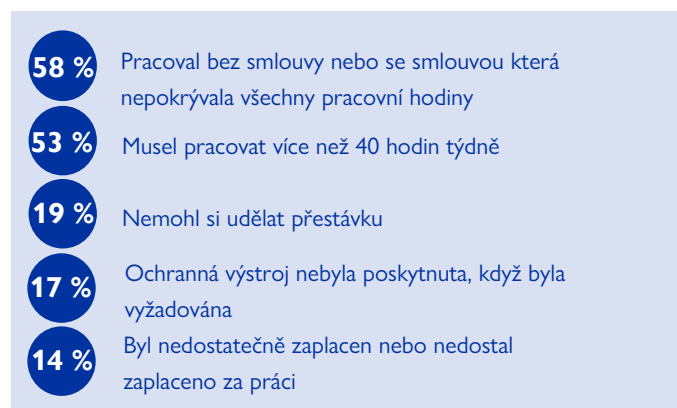 58 %
Pracoval bez smlouvy nebo se smlouvou která
nepokrývala všechny pracovní hodiny
53 %
Musel pracovat více než 40 hodin týdně
19 %
Nemohl si udělat přestávku
17 %
Ochranná výstroj nebyla poskytnuta, když byla
vyžadována
14 %
Byl nedostatečně zaplacen nebo nedostal
zaplaceno za práci